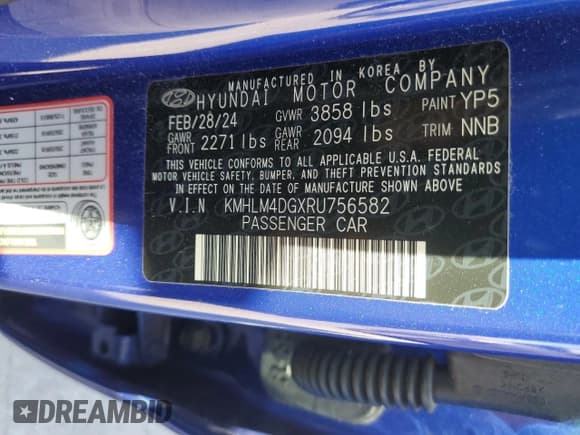 MANUFACTURED IN KOREA BY
HYUNDAI MOTOR COMPANY
FEB/28/24 GVWR 3858 lbs PAINT YP5
GAWR FRONT 2271 lbs GAWR REAR 2094 lbs TRIM NNB
THIS VEHICLE CONFORMS TO ALL APPLICABLE U.S.A. FEDERAL
MOTOR VEHICLE SAFETY, BUMPER, AND THEFT PREVENTION STANDARDS
IN EFFECT ON THE DATE OF MANUFACTURE SHOWN ABOVE
V.I.N KMHLM4DGXRU756582
PASSENGER CAR
DREAMBID